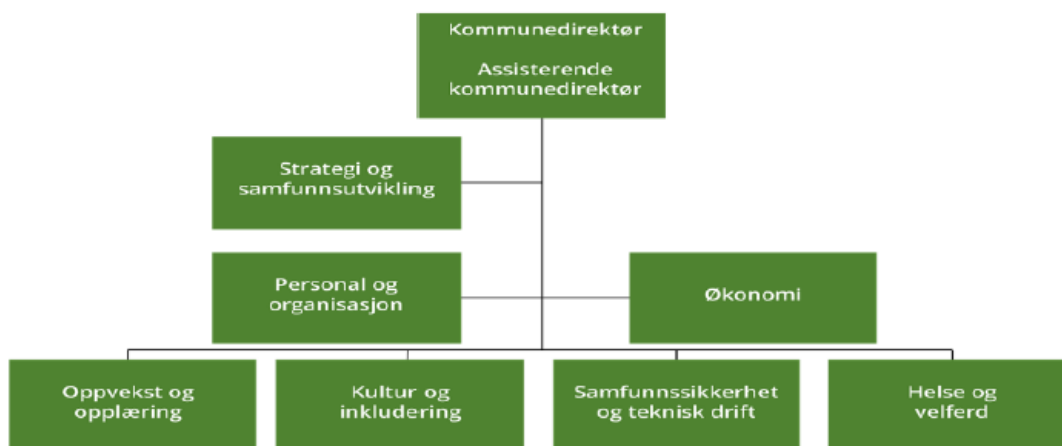 Kommunedirektør
Assisterende
kommunedirektør
Strategi og
samfunnsutvikling
Personal og
organisasjon
Økonomi
Oppvekst og
opplæring
Kultur og
inkludering
Samfunnssikkerhet
og teknisk drift
Helse og
velferd